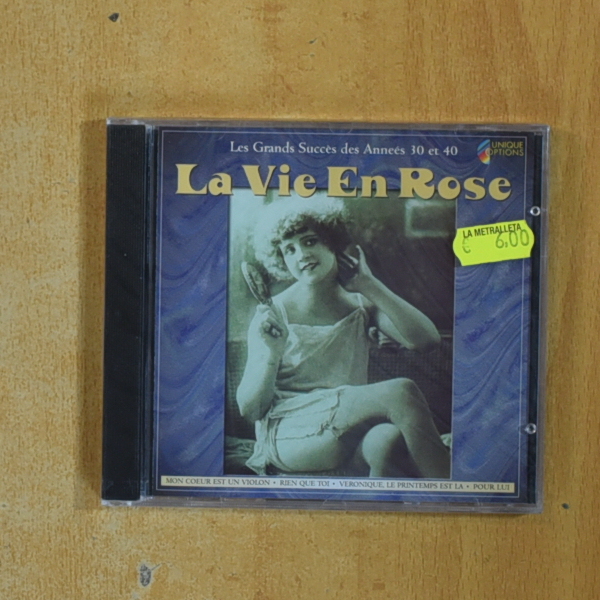 Les Grands Succès des Anneés 30 et 40
UNIQUE
OPTIONS
La Vie En Rose
LA METRALLETA
€ 6,00
MON COEUR EST UN VIOLON • RIEN QUE TOI • VERONIQUE, LE PRINTEMPS EST LA • POUR LUI